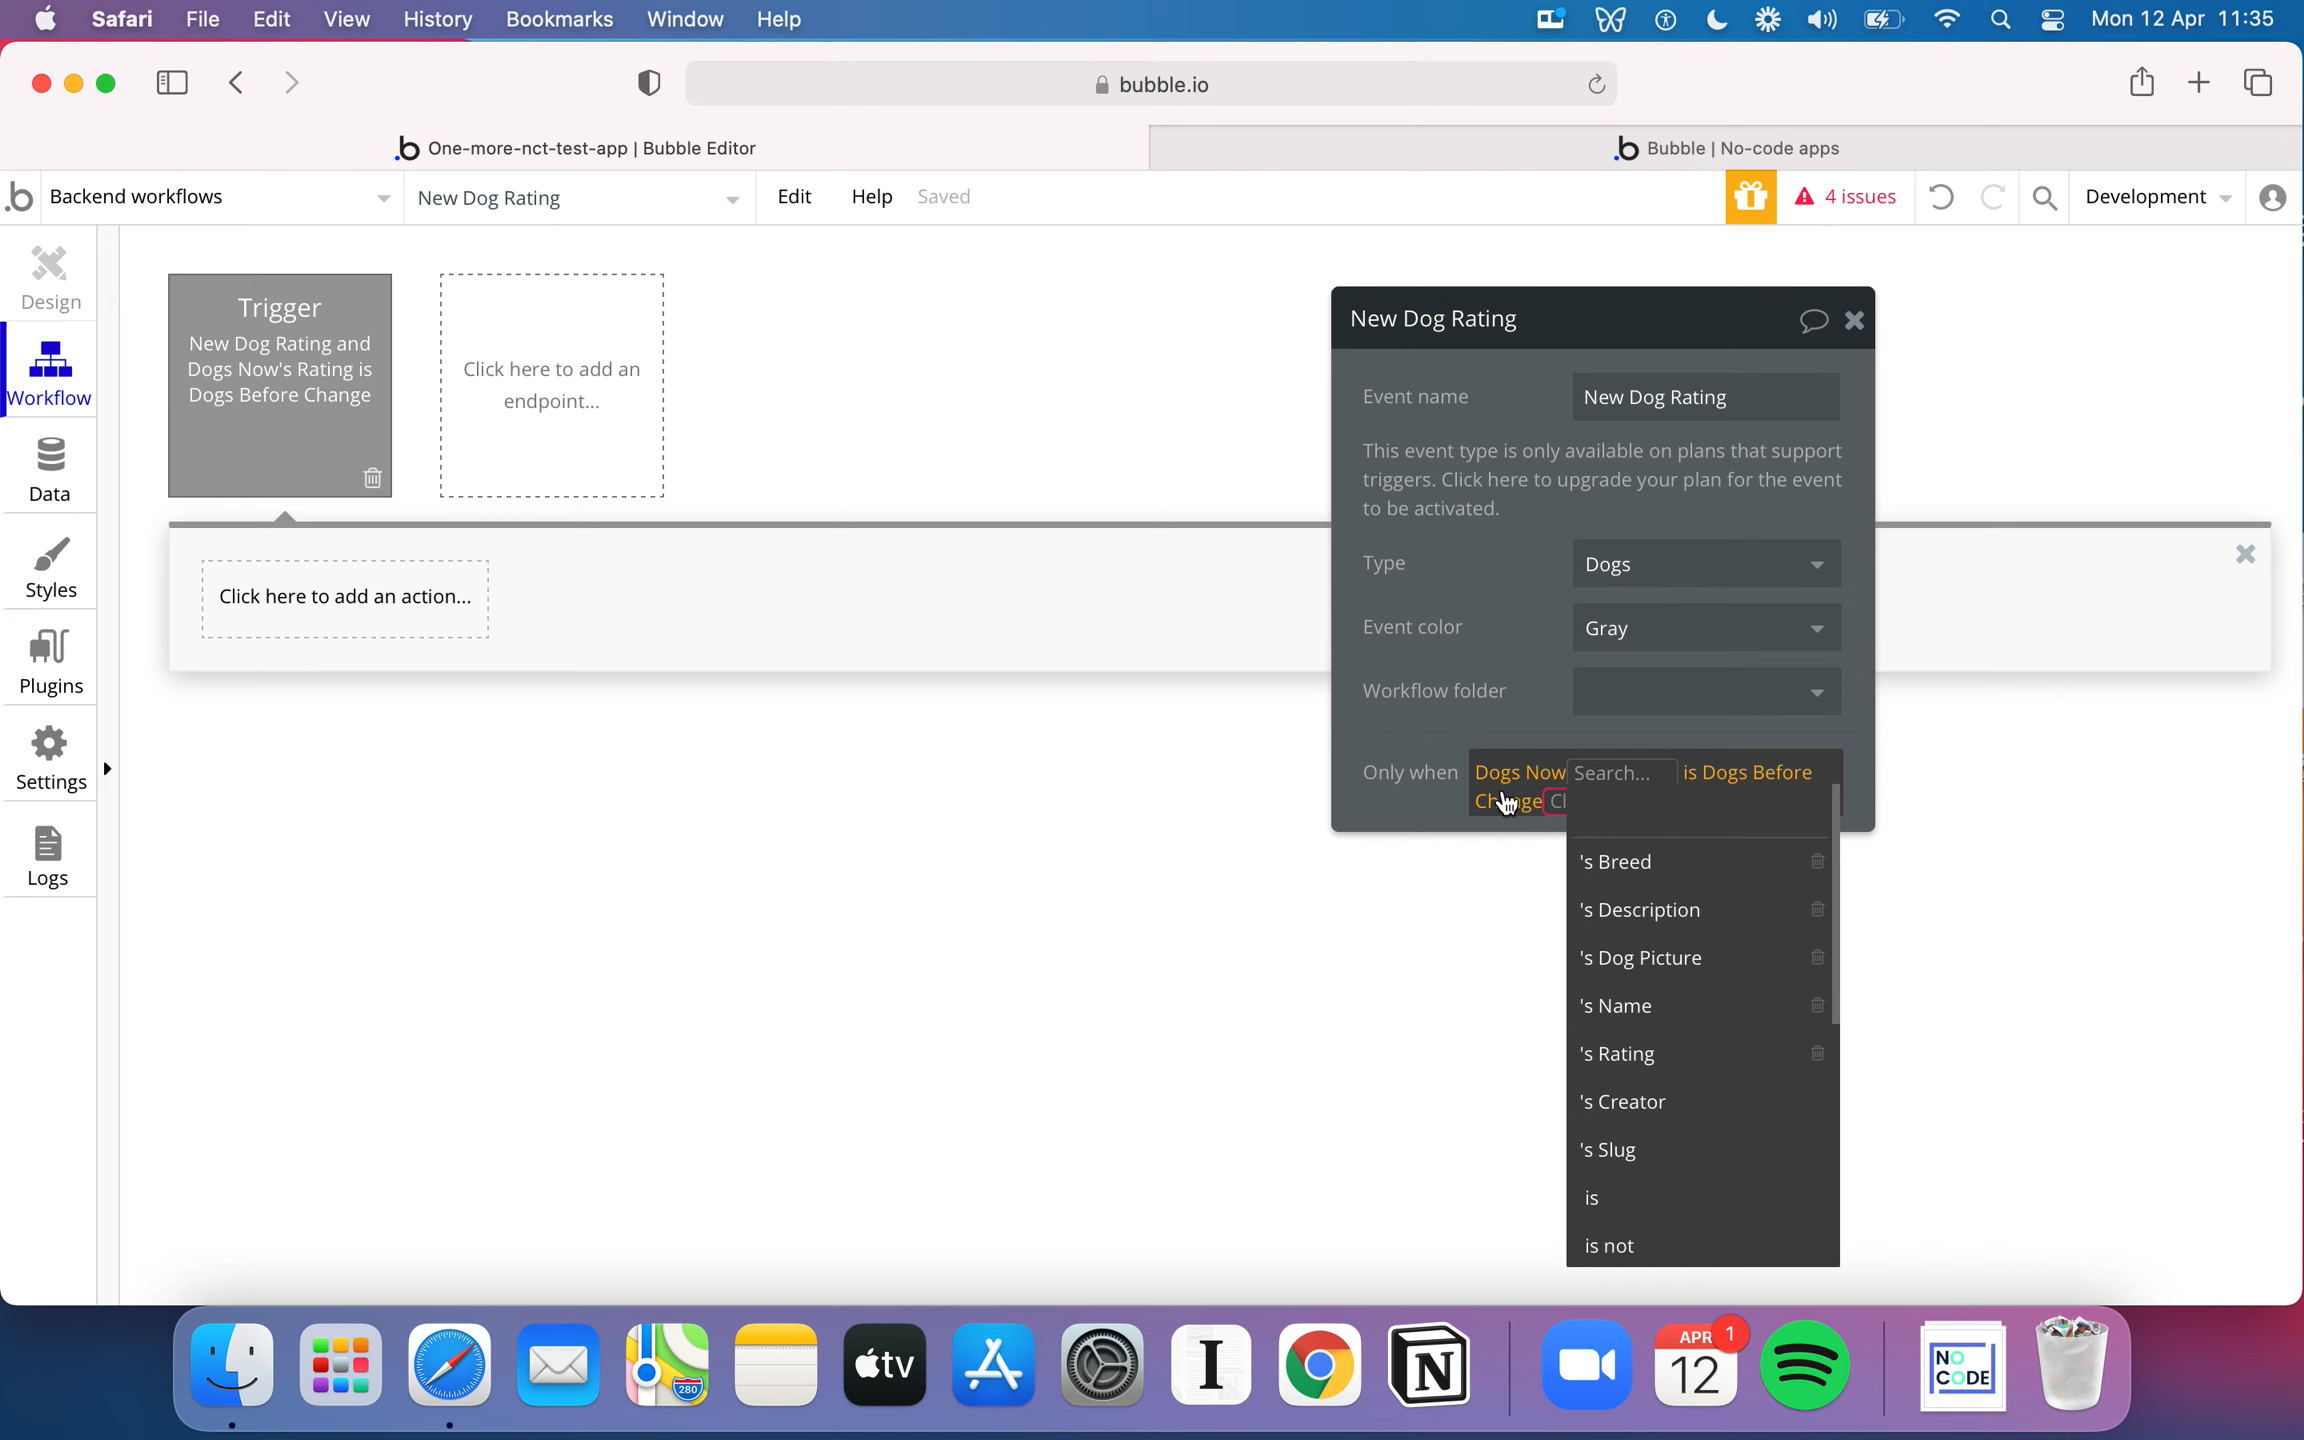 Safari File Edit View History Bookmarks Window Help Mon 12 Apr 11:35
bubble.io
.b One-more-nct-test-app | Bubble Editor
.b Bubble | No-code apps
.b Backend workflows New Dog Rating Edit Help Saved 4 issues Development
Design
Workflow
Data
Styles
Plugins
Settings
Logs
Trigger
New Dog Rating and
Dogs Now's Rating is
Dogs Before Change
Click here to add an
endpoint...
Click here to add an action...
New Dog Rating
Event name New Dog Rating
This event type is only available on plans that support
triggers. Click here to upgrade your plan for the event
to be activated.
Type Dogs
Event color Gray
Workflow folder
Only when Dogs Now Search... is Dogs Before
Cl
's Breed
's Description
's Dog Picture
's Name
's Rating
's Creator
's Slug
is
is not
280
tv
I
N
APR 1
12
NO
CODE